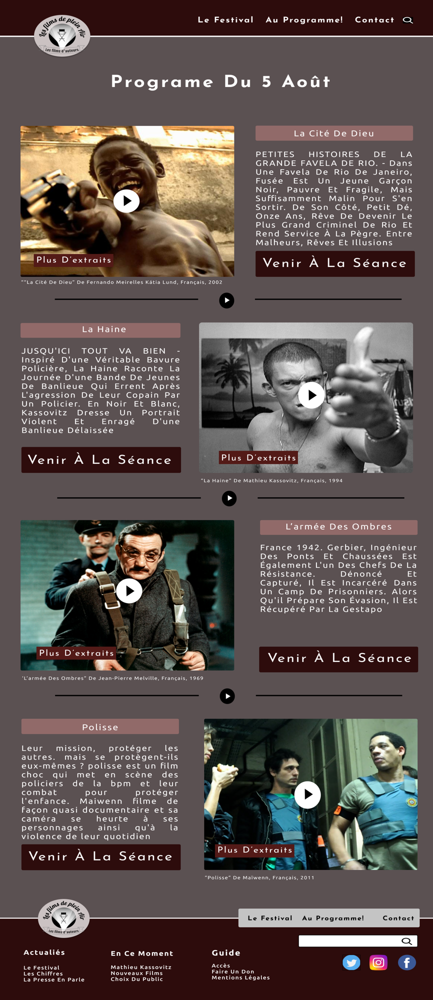 Le Festival Au Programme! Contact
Les films de plein Air
Les films d'auteurs
Programe Du 5 Août
La Cité De Dieu
PETITES HISTOIRES DE LA
GRANDE FAVELA DE RIO. - Dans
Une Favela De Rio De Janeiro,
Fusée Est Un Jeune Garçon
Noir, Pauvre Et Fragile, Mais
Suffisamment Malin Pour S'en
Sortir. De Son Côté, Petit Dé,
Onze Ans, Rêve De Devenir Le
Plus Grand Criminel De Rio Et
Rend Service À La Pègre. Entre
Malheurs, Rêves Et Illusions
Plus D'extraits
Venir À La Séance
"“La Cité De Dieu” De Fernando Meirelles Kátia Lund, Français, 2002
La Haine
JUSQU'ICI TOUT VA BIEN -
Inspiré D'une Véritable Bavure
Policière, La Haine Raconte La
Journée D'une Bande De Jeunes
De Banlieue Qui Errent Après
L'agression De Leur Copain Par
Un Policier. En Noir Et Blanc,
Kassovitz Dresse Un Portrait
Violent Et Enragé D'une
Banlieue Délaissée
Venir À La Séance
Plus D'extraits
“La Haine” De Mathieu Kassovitz, Français, 1994
L’armée Des Ombres
France 1942. Gerbier, Ingénieur
Des Ponts Et Chaussées Est
Également L'un Des Chefs De La
Résistance. Dénoncé Et
Capturé, Il Est Incarcéré Dans
Un Camp De Prisonniers. Alors
Qu'il Prépare Son Évasion, Il Est
Récupéré Par La Gestapo
Plus D'extraits
Venir À La Séance
‘L’armée Des Ombres” De Jean-Pierre Melville, Français, 1969
Polisse
Leur mission, protéger les
autres. mais se protègent-ils
eux-mêmes ? polisse est un film
choc qui met en scène des
policiers de la bpm et leur
combat pour protéger
l'enfance. Maiwenn filme de
façon quasi documentaire et sa
caméra se heurte à ses
personnages ainsi qu'à la
violence de leur quotidien
Venir À La Séance
Plus D'extraits
“Polisse” De Maïwenn, Français, 2011
Les films de plein Air
Les films d'auteurs
Le Festival Au Programme! Contact
Actualiés
Le Festival
Les Chiffres
La Presse En Parle
En Ce Moment
Mathieu Kassovitz
Nouveaux Films
Choix Du Public
Guide
Accès
Faire Un Don
Mentions Légales